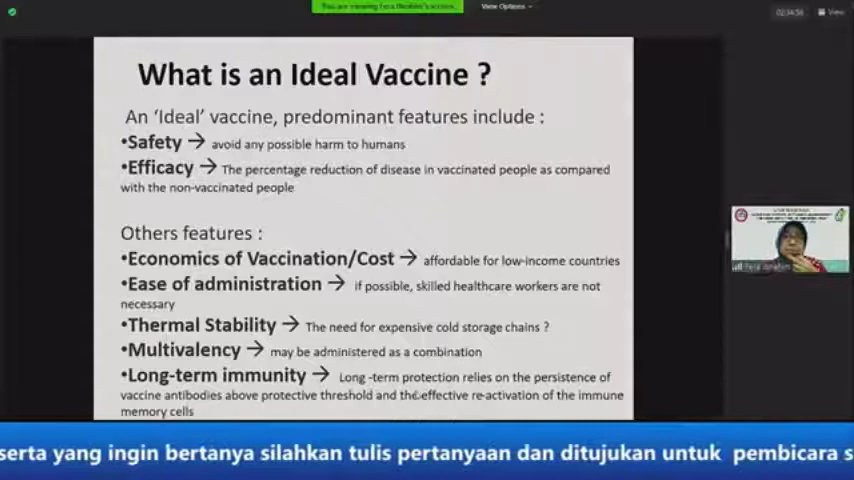 You are viewing Fera Ibrahim's screen
View Options
02:34:56
View
What is an Ideal Vaccine ?
An ‘Ideal’ vaccine, predominant features include :
•Safety → avoid any possible harm to humans
•Efficacy → The percentage reduction of disease in vaccinated people as compared
with the non-vaccinated people
Others features :
•Economics of Vaccination/Cost → affordable for low-income countries
•Ease of administration → if possible, skilled healthcare workers are not
necessary
•Thermal Stability → The need for expensive cold storage chains ?
•Multivalency → may be administered as a combination
•Long-term immunity → Long -term protection relies on the persistence of
vaccine antibodies above protective threshold and the effective re-activation of the immune
memory cells
Fera Ibrahim
serta yang ingin bertanya silahkan tulis pertanyaan dan ditujukan untuk pembicara s